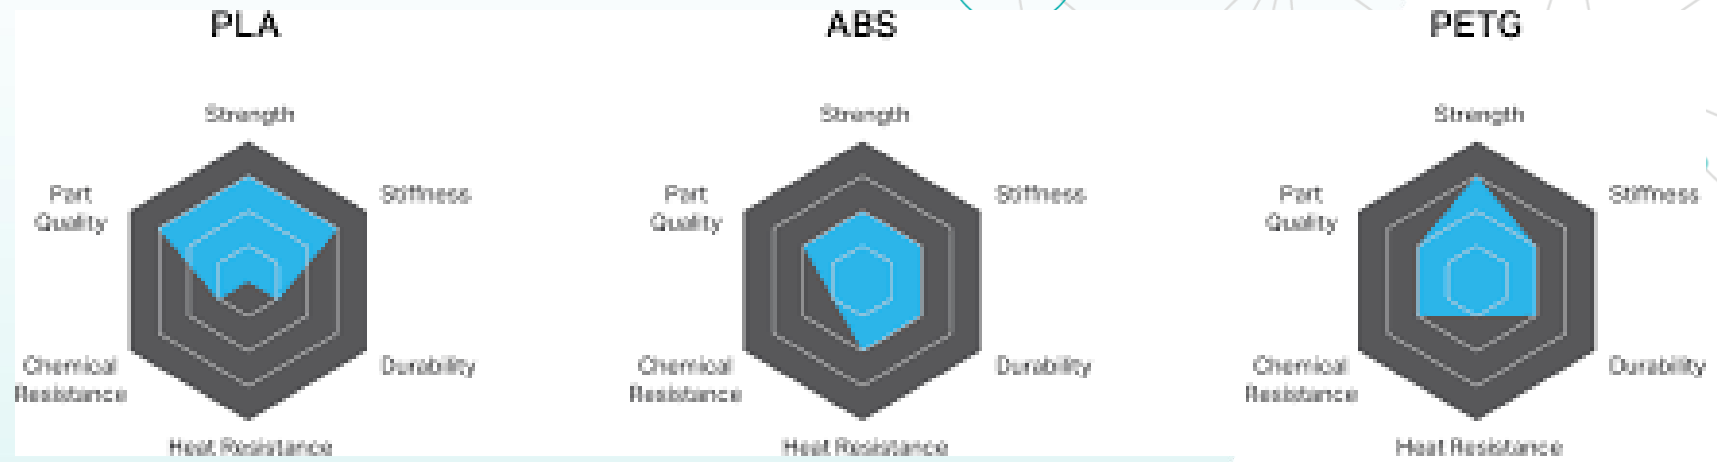 PLA
Strength
Stiffness
Durability
Heat Resistance
Chemical
Resistance
Part
Quality
ABS
Strength
Stiffness
Durability
Heat Resistance
Chemical
Resistance
Part
Quality
PETG
Strength
Stiffness
Durability
Heat Resistance
Chemical
Resistance
Part
Quality